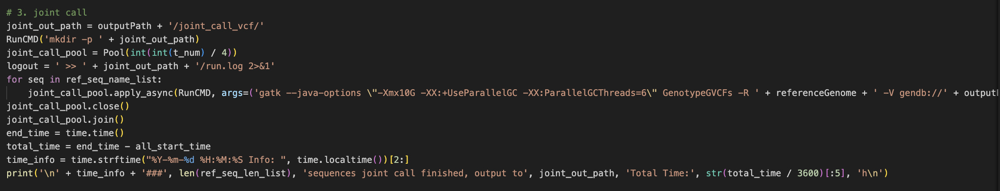 # 3. joint call
joint_out_path = outputPath + '/joint_call_vcf/'
RunCMD('mkdir -p ' + joint_out_path)
joint_call_pool = Pool(int(int(t_num) / 4))
logout = ' >> ' + joint_out_path + '/run.log 2>&1'
for seq in ref_seq_name_list:
    joint_call_pool.apply_async(RunCMD, args=('gatk --java-options \"-Xmx10G -XX:+UseParallelGC -XX:ParallelGCThreads=6\" GenotypeGVCFs -R ' + referenceGenome + ' -V gendb://' + output
joint_call_pool.close()
joint_call_pool.join()
end_time = time.time()
total_time = end_time - all_start_time
time_info = time.strftime("%Y-%m-%d %H:%M:%S Info: ", time.localtime())[2:]
print('\n' + time_info + '###', len(ref_seq_len_list), 'sequences joint call finished, output to', joint_out_path, 'Total Time:', str(total_time / 3600)[:5], 'h\n')